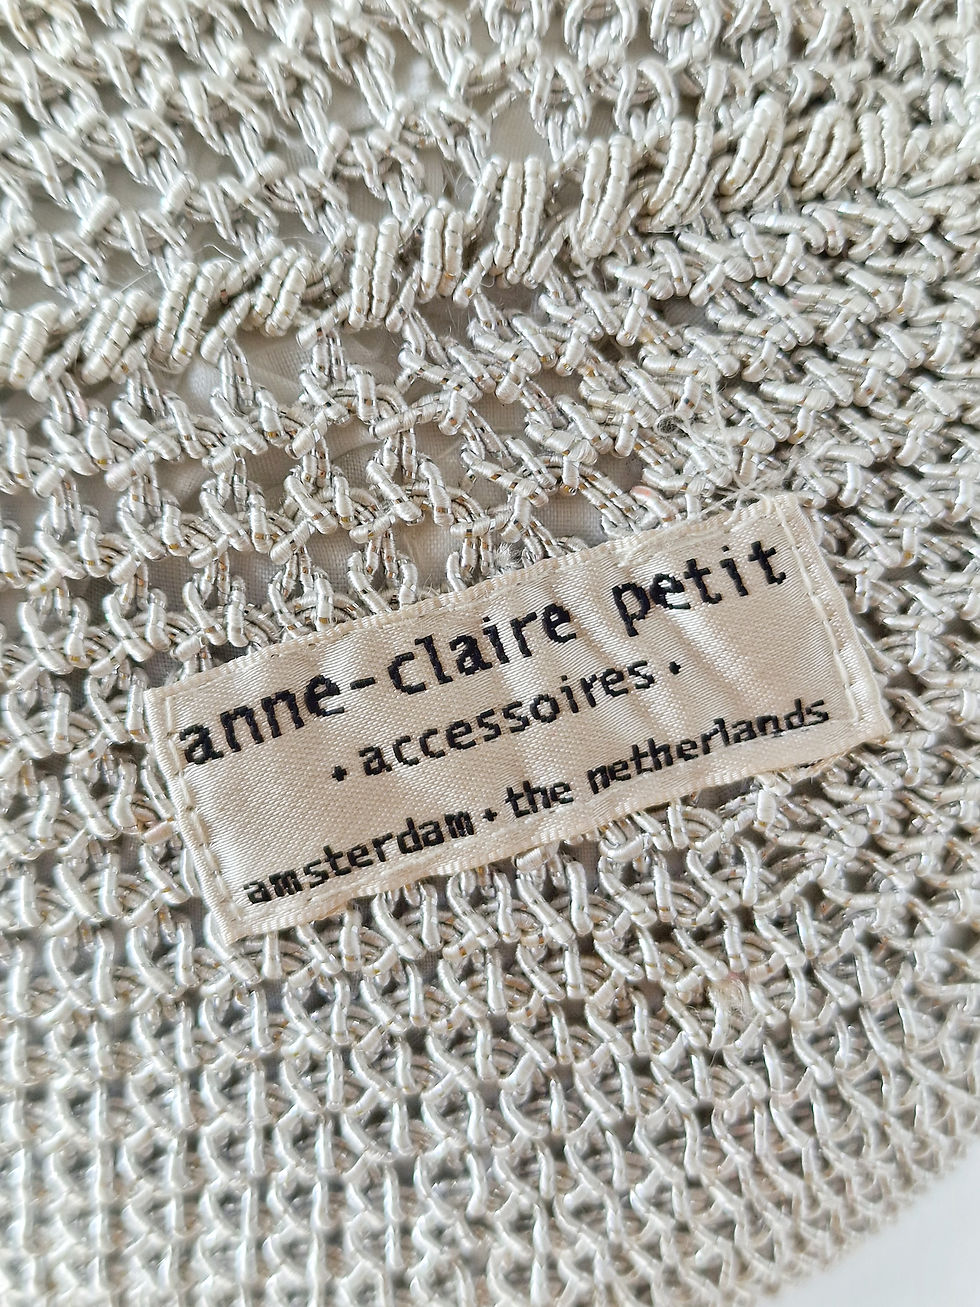 anne-claire petit
• accessoires •
amsterdam • the netherlands